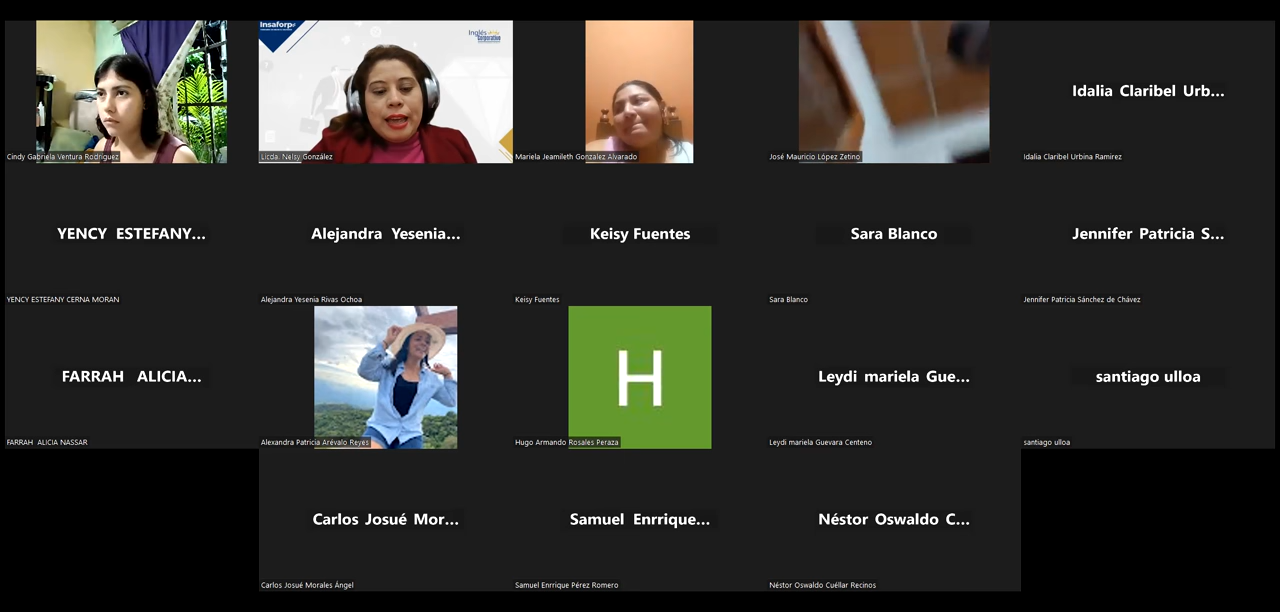 Insaforp
Inglés
Corporativo
Cindy Gabriela Ventura Rodríguez
Licda. Nelsy González
Mariela Jeamileth Gonzalez Alvarado
José Mauricio López Zetino
Idalia Claribel Urb...
Idalia Claribel Urbina Ramirez
YENCY ESTEFANY...
YENCY ESTEFANY CERNA MORAN
Alejandra Yesenia...
Alejandra Yesenia Rivas Ochoa
Keisy Fuentes
Keisy Fuentes
Sara Blanco
Sara Blanco
Jennifer Patricia S...
Jennifer Patricia Sánchez de Chávez
FARRAH ALICIA...
FARRAH ALICIA NASSAR
Alexandra Patricia Arévalo Reyes
H
Hugo Armando Rosales Peraza
Leydi mariela Gue...
Leydi mariela Guevara Centeno
santiago ulloa
santiago ulloa
Carlos Josué Mor...
Carlos Josué Morales Ángel
Samuel Enrrique...
Samuel Enrrique Pérez Romero
Néstor Oswaldo C...
Néstor Oswaldo Cuéllar Recinos